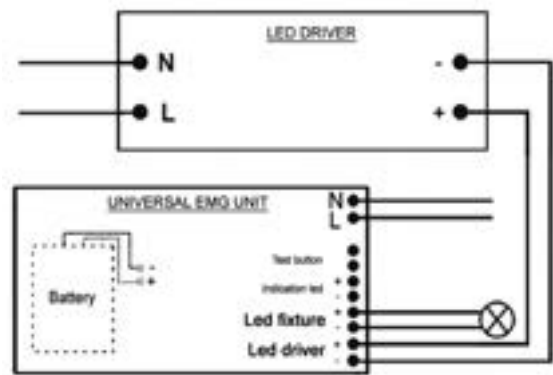 LED DRIVER
N -
L +
UNIVERSAL EMG UNIT
N
L
- 
+
Battery
Test button
Indication led
+
-
Led fixture
+
-
Led driver
+
-